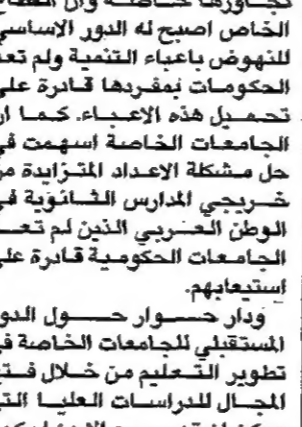 الخاص اصبح له الدور الاساسي
للنهوض باعباء التنمية ولم تعد
الحكومات بمفردها قادرة على
تحميل هذه الاعباء. كما ان
الجامعات الخاصة اسهمت في
حل مشكلة الاعداد المتزايدة من
خريجي المدارس الثانوية في
الوطن العربي الذين لم تعد
الجامعات الحكومية قادرة على
استيعابهم.
ودار حوار حول الدور
المستقبلي للجامعات الخاصة في
تطوير التعليم من خلال فتح
المجال للدراسات العليا التي